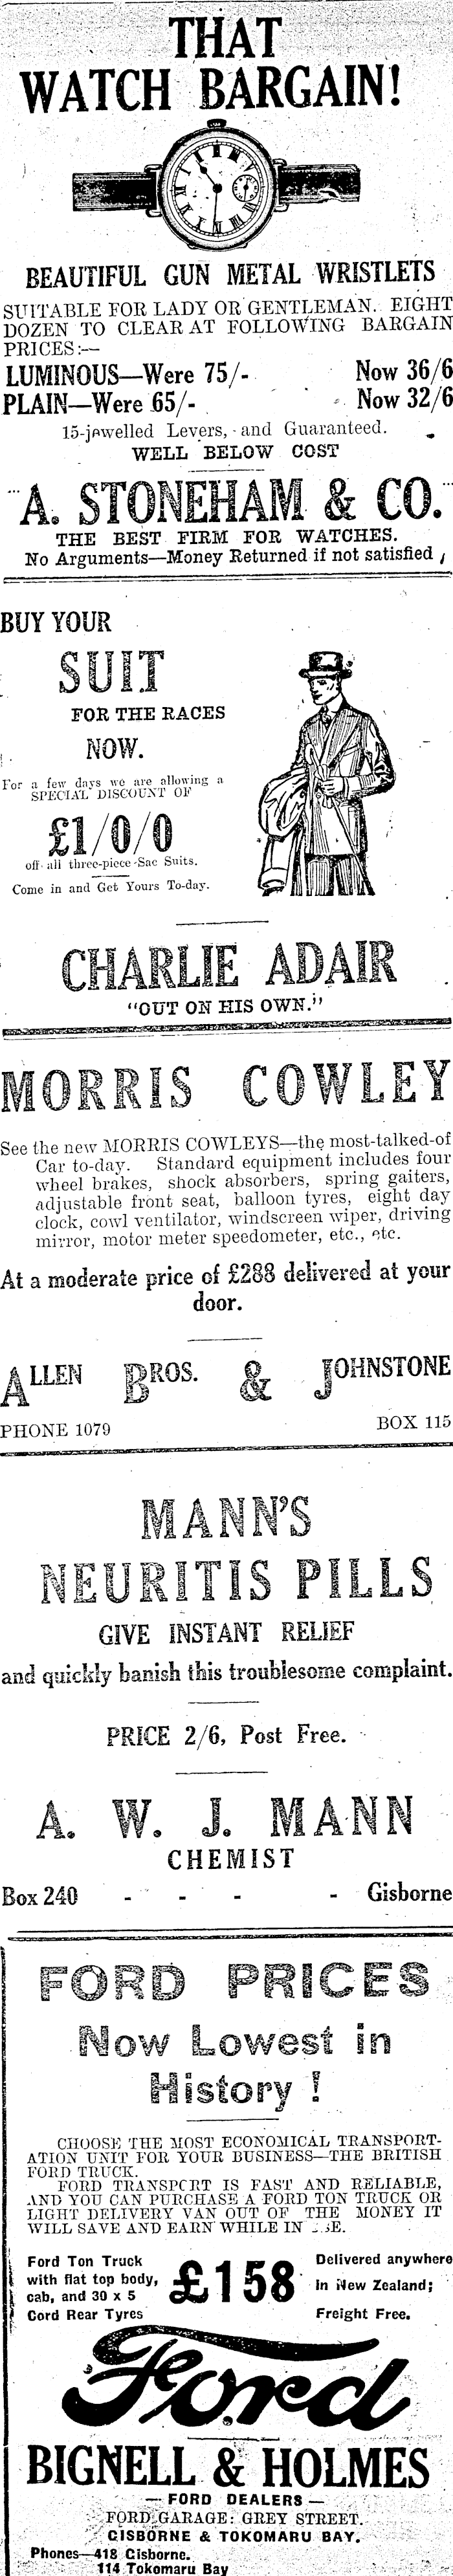 THAT
WATCH BARGAIN!
BEAUTIFUL GUN METAL WRISTLETS
SUITABLE FOR LADY OR GENTLEMAN. EIGHT
DOZEN TO CLEAR AT FOLLOWING BARGAIN
PRICES:—
LUMINOUS—Were 75/- Now 36/6
PLAIN—Were 65/- Now 32/6
15-jewelled Levers, and Guaranteed.
WELL BELOW COST
A. STONEHAM & CO.
THE BEST FIRM FOR WATCHES.
No Arguments—Money Returned if not satisfied
BUY YOUR
SUIT
FOR THE RACES
NOW.
For a few days we are allowing a
SPECIAL DISCOUNT OF
£1/0/0
off all three-piece Sac Suits.
Come in and Get Yours To-day.
CHARLIE ADAIR
"OUT ON HIS OWN."
MORRIS COWLEY
See the new MORRIS COWLEYS—the most-talked-of
Car to-day. Standard equipment includes four
wheel brakes, shock absorbers, spring gaiters,
adjustable front seat, balloon tyres, eight day
clock, cowl ventilator, windscreen wiper, driving
mirror, motor meter speedometer, etc., etc.
At a moderate price of £288 delivered at your
door.
ALLEN BROS. & JOHNSTONE
PHONE 1079 BOX 115
MANN'S
NEURITIS PILLS
GIVE INSTANT RELIEF
and quickly banish this troublesome complaint.
PRICE 2/6, Post Free.
A. W. J. MANN
CHEMIST
Box 240 - - - - Gisborne
FORD PRICES
Now Lowest in
History !
CHOOSE THE MOST ECONOMICAL TRANSPORT-
ATION UNIT FOR YOUR BUSINESS—THE BRITISH
FORD TRUCK.
FORD TRANSPORT IS FAST AND RELIABLE,
AND YOU CAN PURCHASE A FORD TON TRUCK OR
LIGHT DELIVERY VAN OUT OF THE MONEY IT
WILL SAVE AND EARN WHILE IN
Ford Ton Truck
with flat top body,
cab, and 30 x 5
Cord Rear Tyres
£158
Delivered anywhere
in New Zealand;
Freight Free.
Ford
BIGNELL & HOLMES
— FORD DEALERS —
FORD GARAGE: GREY STREET.
GISBORNE & TOKOMARU BAY.
Phones—418 Gisborne.
114 Tokomaru Bay